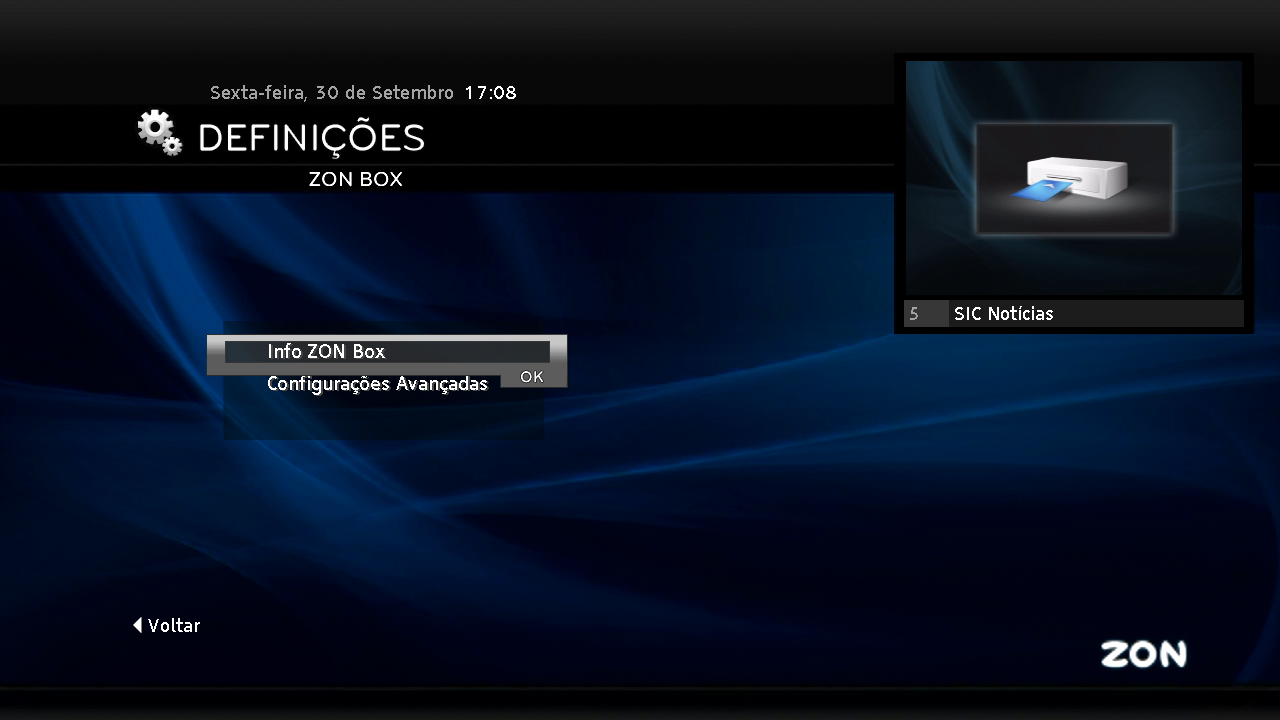 Sexta-feira, 30 de Setembro 17:08
DEFINIÇÕES
ZON BOX
5 SIC Notícias
Info ZON Box
OK
Configurações Avançadas
Voltar
ZON